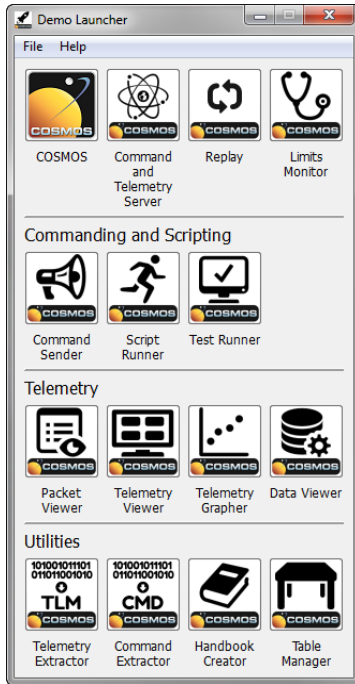 Demo Launcher
File Help
COSMOS
COSMOS
COSMOS
COSMOS
COSMOS
Command
and
Telemetry
Server
Replay
Limits
Monitor
Commanding and Scripting
COSMOS
COSMOS
COSMOS
Command
Sender
Script
Runner
Test Runner
Telemetry
COSMOS
COSMOS
COSMOS
COSMOS
Packet
Viewer
Telemetry
Viewer
Telemetry
Grapher
Data Viewer
Utilities
101001011101
011011001010
TLM
COSMOS
101001011101
011011001010
CMD
COSMOS
COSMOS
COSMOS
Telemetry
Extractor
Command
Extractor
Handbook
Creator
Table
Manager